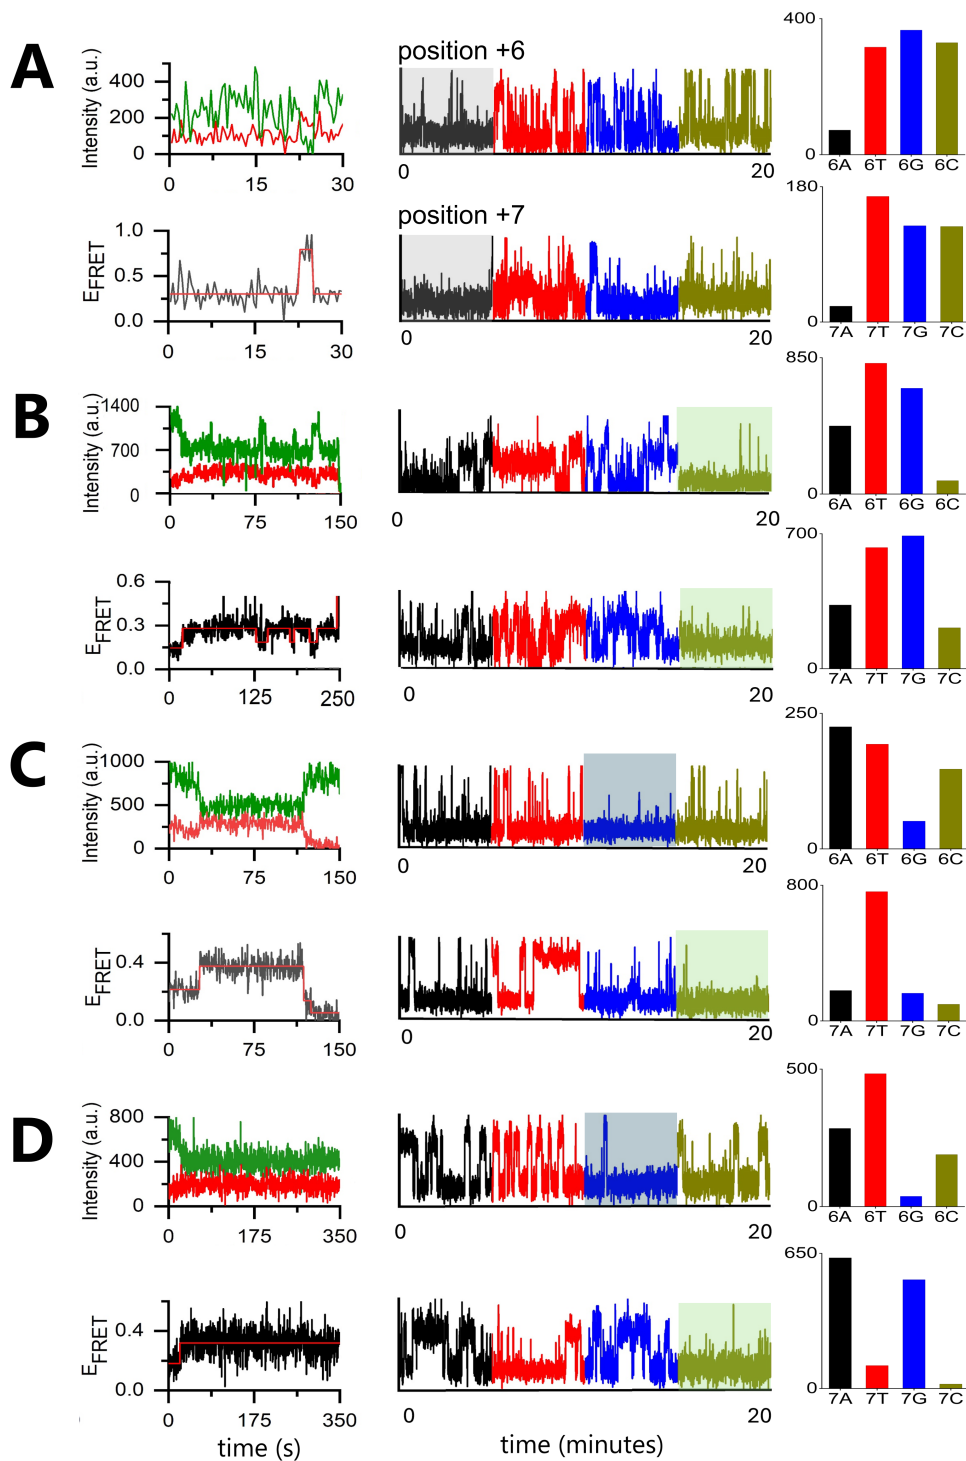 A
Intensity (a.u.)
400
200
0
0 15 30
position +6
0 20
400
0
6A 6T 6G 6C
EFRET
1.0
0.5
0.0
0 15 30
position +7
0 20
180
0
7A 7T 7G 7C
B
Intensity (a.u.)
1400
700
0
0 75 150
0 20
850
0
6A 6T 6G 6C
EFRET
0.6
0.3
0.0
0 125 250
0 20
700
0
7A 7T 7G 7C
C
Intensity (a.u.)
1000
500
0
0 75 150
0 20
250
0
6A 6T 6G 6C
EFRET
0.4
0.0
0 75 150
0 20
800
0
7A 7T 7G 7C
D
Intensity (a.u.)
800
400
0
0 175 350
0 20
500
0
6A 6T 6G 6C
EFRET
0.4
0.0
0 175 350
time (s)
0 20
time (minutes)
650
0
7A 7T 7G 7C